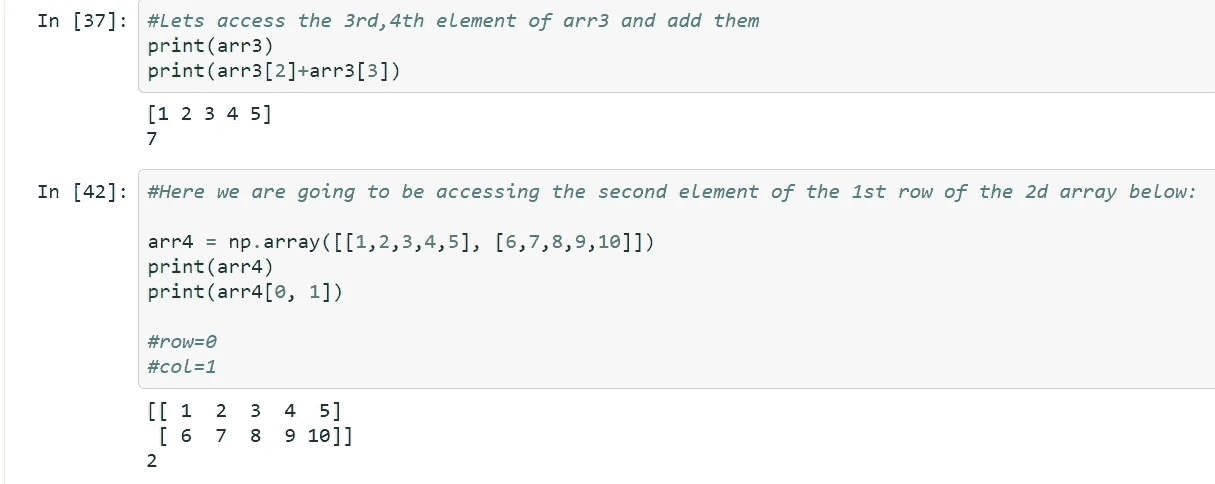 In [37]: #Lets access the 3rd,4th element of arr3 and add them
print(arr3)
print(arr3[2]+arr3[3])
[1 2 3 4 5]
7
In [42]: #Here we are going to be accessing the second element of the 1st row of the 2d array below:
arr4 = np.array([[1,2,3,4,5], [6,7,8,9,10]])
print(arr4)
print(arr4[0, 1])
#row=0
#col=1
[[ 1  2  3  4  5]
 [ 6  7  8  9 10]]
2